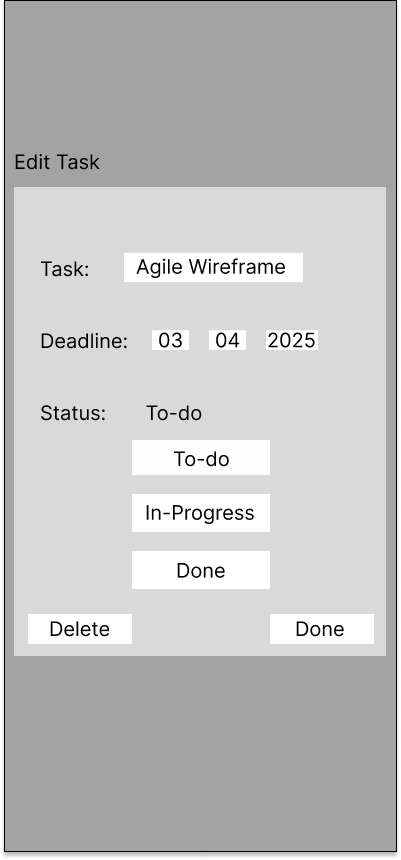 Edit Task
Task: Agile Wireframe
Deadline: 03 04 2025
Status: To-do
To-do
In-Progress
Done
Delete Done